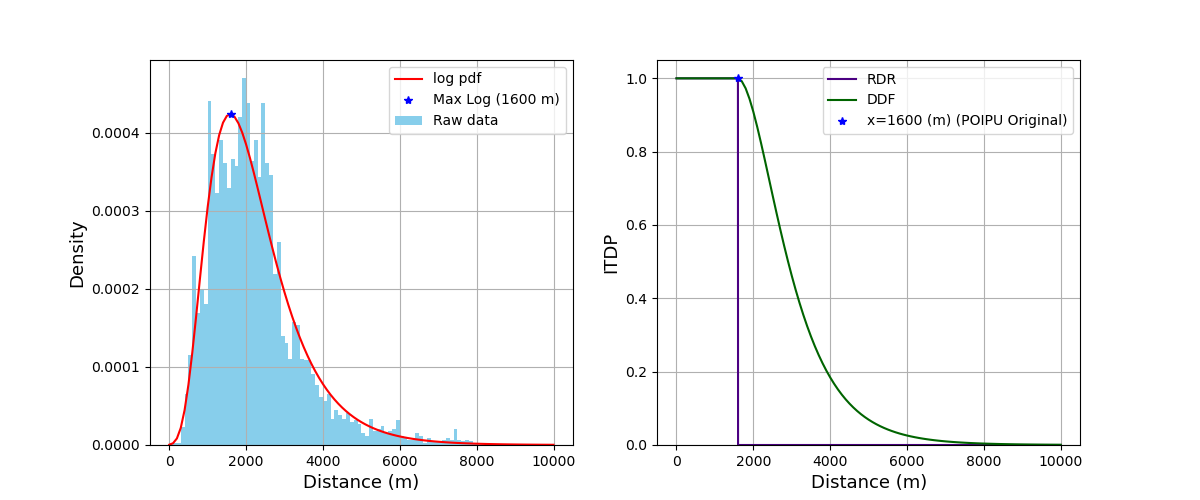 log pdf
Max Log (1600 m)
Raw data
0.0004
0.0003
0.0002
0.0001
0.0000
Density
0
2000
4000
6000
8000
10000
Distance (m)
RDR
DDF
x=1600 (m) (POIPU Original)
1.0
0.8
0.6
0.4
0.2
0.0
ITDP
0
2000
4000
6000
8000
10000
Distance (m)